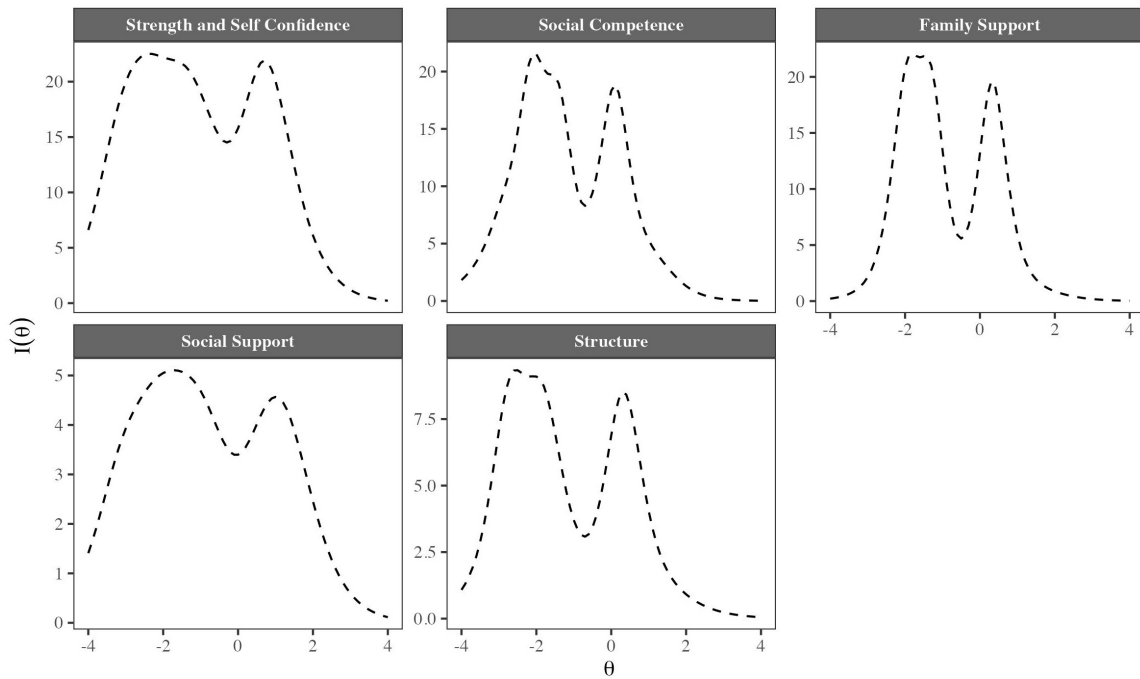 Strength and Self Confidence
Social Competence
Family Support
20
15
10
5
0
20
15
10
5
0
20
15
10
5
0
-4 -2 0 2 4
I(θ)
Social Support
Structure
5
4
3
2
1
0
7.5
5.0
2.5
0.0
-4 -2 0 2 4
-4 -2 0 2 4
θ